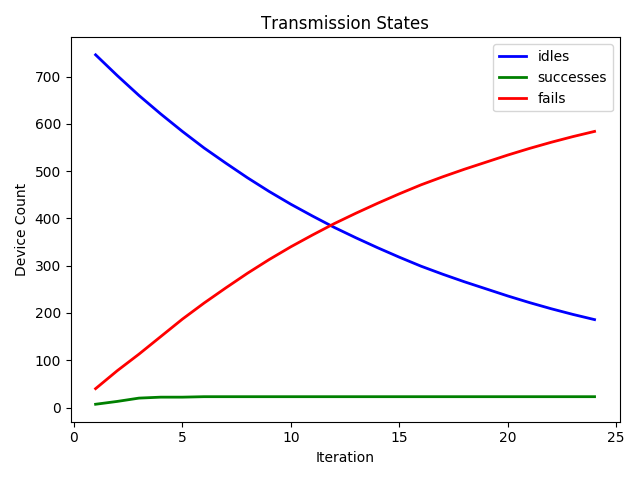 Transmission States
idles
successes
fails
Device Count
700
600
500
400
300
200
100
0
0 5 10 15 20 25
Iteration